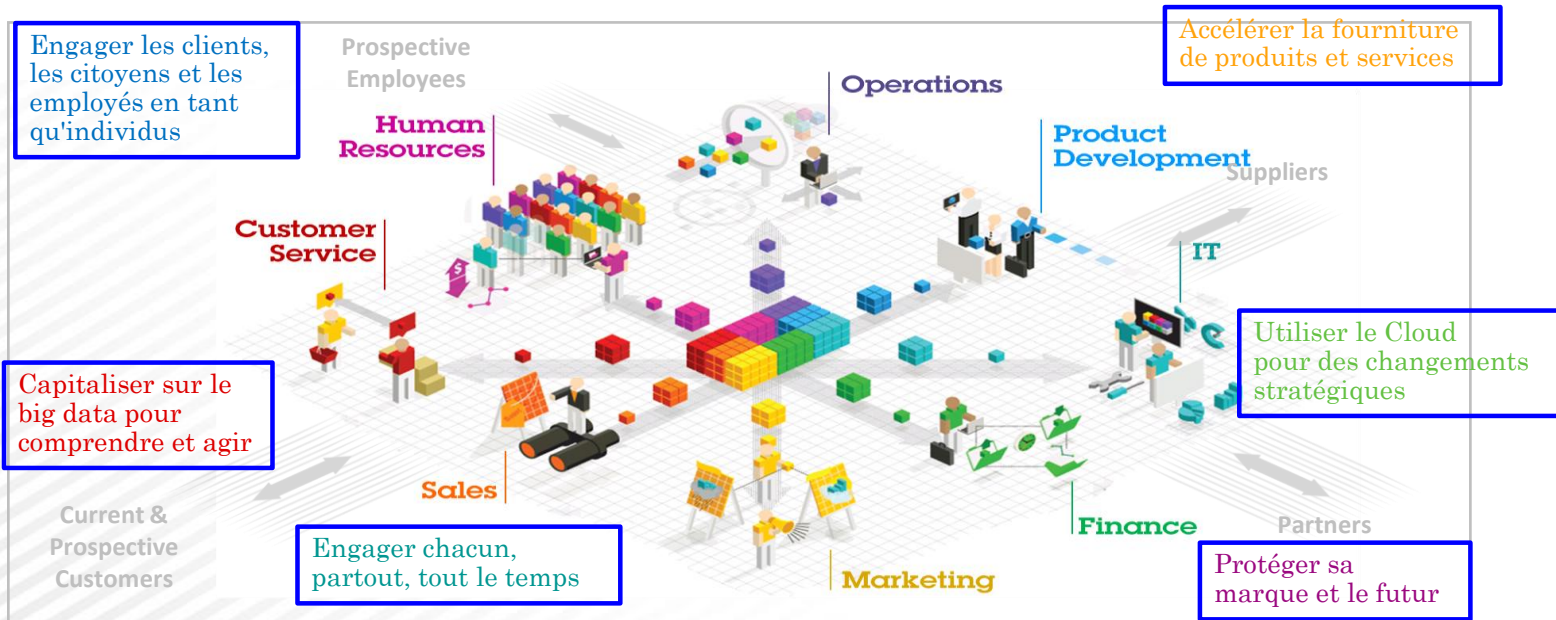 Engager les clients,
les citoyens et les
employés en tant
qu'individus
Prospective
Employees
Accélérer la fourniture
de produits et services
Operations
Human
Resources
Product
Development
Suppliers
Customer
Service
IT
Utiliser le Cloud
pour des changements
stratégiques
Capitaliser sur le
big data pour
comprendre et agir
Sales
Current &
Prospective
Customers
Engager chacun,
partout, tout le temps
Marketing
Finance
Partners
Protéger sa
marque et le futur
$